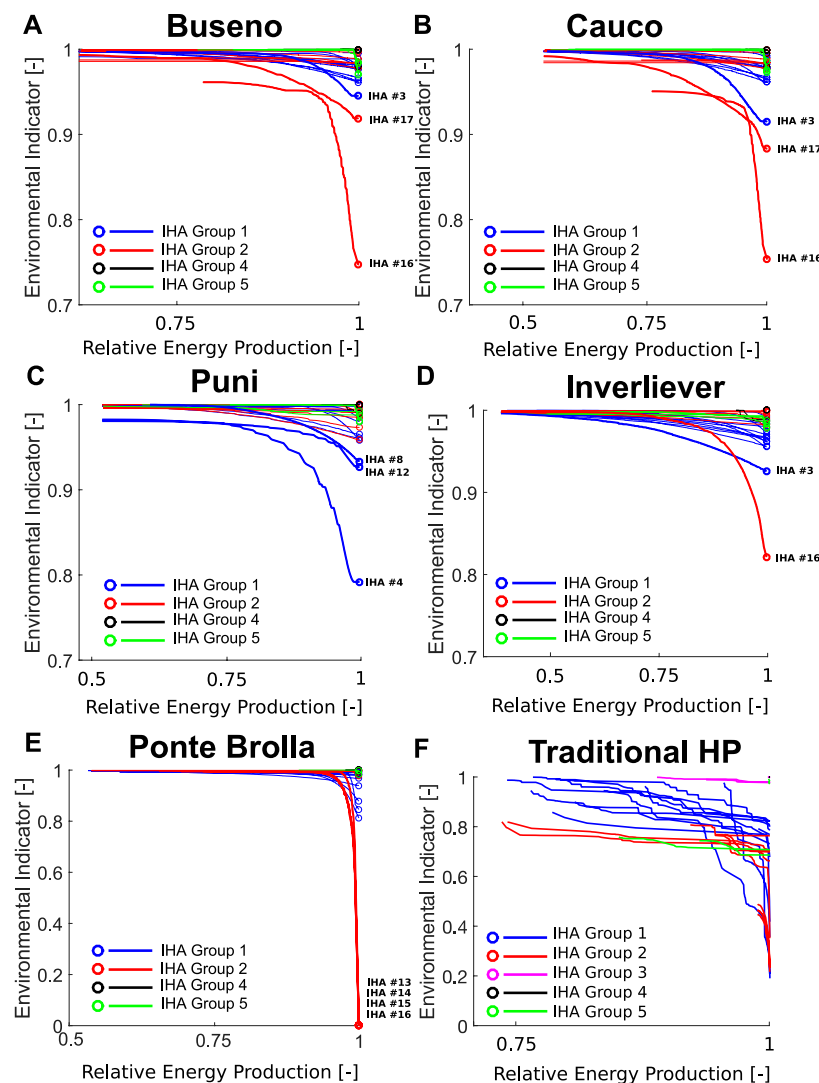 A
Buseno
1
0.9
0.8
0.7
0.75
1
Environmental Indicator [-]
Relative Energy Production [-]
IHA #3
IHA #17
IHA #16
IHA Group 1
IHA Group 2
IHA Group 4
IHA Group 5
B
Cauco
1
0.9
0.8
0.7
0.5
0.75
1
Environmental Indicator [-]
Relative Energy Production [-]
IHA #3
IHA #17
IHA #16
IHA Group 1
IHA Group 2
IHA Group 4
IHA Group 5
C
Puni
1
0.9
0.8
0.7
0.5
0.75
1
Environmental Indicator [-]
Relative Energy Production [-]
IHA #8
IHA #12
IHA #4
IHA Group 1
IHA Group 2
IHA Group 4
IHA Group 5
D
Inverliever
1
0.9
0.8
0.7
0.5
0.75
1
Environmental Indicator [-]
Relative Energy Production [-]
IHA #3
IHA #16
IHA Group 1
IHA Group 2
IHA Group 4
IHA Group 5
E
Ponte Brolla
1
0.8
0.6
0.4
0.2
0
0.5
0.75
1
Environmental Indicator [-]
Relative Energy Production [-]
IHA #13
IHA #14
IHA #15
IHA #16
IHA Group 1
IHA Group 2
IHA Group 4
IHA Group 5
F
Traditional HP
1
0.8
0.6
0.4
0.2
0
0.75
1
Environmental Indicator [-]
Relative Energy Production [-]
IHA Group 1
IHA Group 2
IHA Group 3
IHA Group 4
IHA Group 5